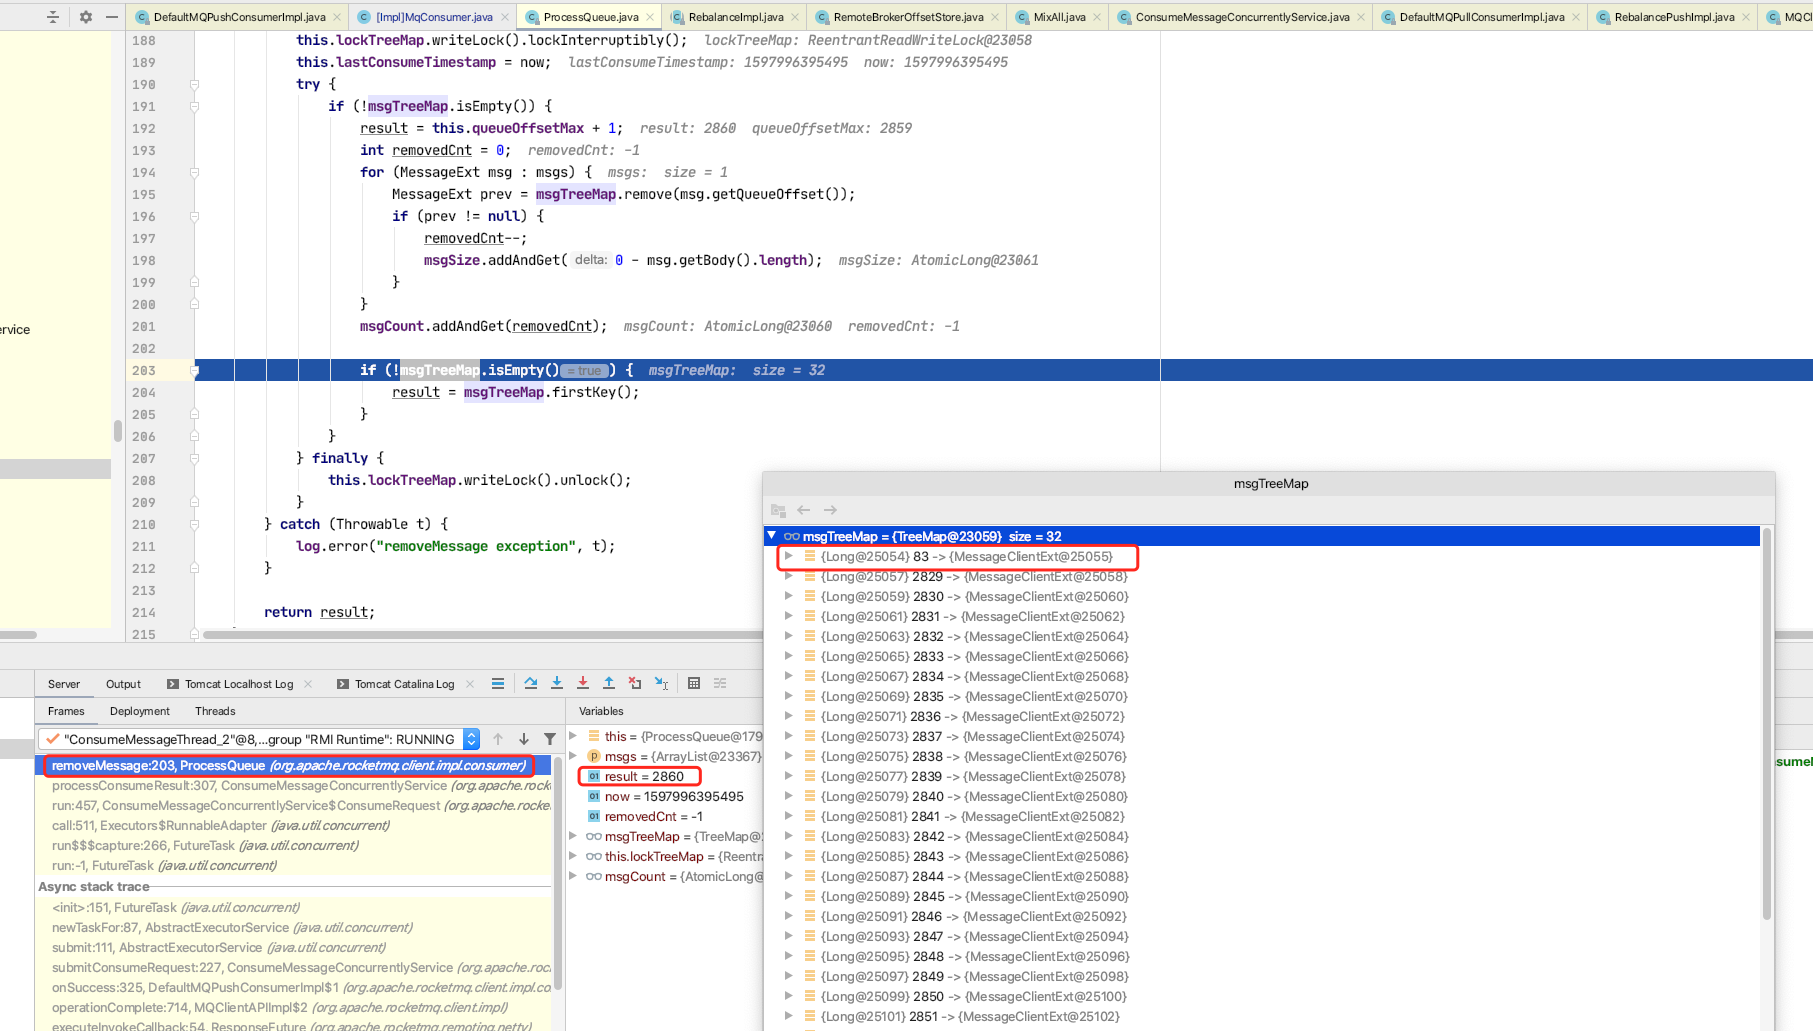 DefaultMQPushConsumerImpl.java [Impl]MqConsumer.java ProcessQueue.java RebalanceImpl.java RemoteBrokerOffsetStore.java MixAll.java ConsumeMessageConcurrentlyService.java DefaultMQPullConsumerImpl.java RebalancePushImpl.java MQCl
188 this.lockTreeMap.writeLock().lockInterruptibly(); lockTreeMap: ReentrantReadWriteLock@23058
189 this.lastConsumeTimestamp = now; lastConsumeTimestamp: 1597996395495 now: 1597996395495
190 try {
191 if (!msgTreeMap.isEmpty()) {
192 result = this.queueOffsetMax + 1; result: 2860 queueOffsetMax: 2859
193 int removedCnt = 0; removedCnt: -1
194 for (MessageExt msg : msgs) { msgs: size = 1
195 MessageExt prev = msgTreeMap.remove(msg.getQueueOffset());
196 if (prev != null) {
197 removedCnt--;
198 msgSize.addAndGet( delta: 0 - msg.getBody().length); msgSize: AtomicLong@23061
199 }
200 }
201 msgCount.addAndGet(removedCnt); msgCount: AtomicLong@23060 removedCnt: -1
202
203 if (!msgTreeMap.isEmpty() = true ) { msgTreeMap: size = 32
204 result = msgTreeMap.firstKey();
205 }
206 }
207 } finally {
208 this.lockTreeMap.writeLock().unlock();
209 }
210 } catch (Throwable t) {
211 log.error("removeMessage exception", t);
212 }
213
214 return result;
215
ervice
Server Output Tomcat Localhost Log Tomcat Catalina Log
Frames Deployment Threads
"ConsumeMessageThread_2"@8,...group "RMI Runtime": RUNNING
removeMessage:203, ProcessQueue (org.apache.rocketmq.client.impl.consumer)
processConsumeResult:307, ConsumeMessageConcurrentlyService (org.apache.rock
run:457, ConsumeMessageConcurrentlyService$ConsumeRequest (org.apache.rocke
call:511, Executors$RunnableAdapter (java.util.concurrent)
run$$$capture:266, FutureTask (java.util.concurrent)
run:-1, FutureTask (java.util.concurrent)
Async stack trace
<init>:151, FutureTask (java.util.concurrent)
newTaskFor:87, AbstractExecutorService (java.util.concurrent)
submit:111, AbstractExecutorService (java.util.concurrent)
submitConsumeRequest:227, ConsumeMessageConcurrentlyService (org.apache.roc
onSuccess:325, DefaultMQPushConsumerImpl$1 (org.apache.rocketmq.client.impl.co
operationComplete:714, MQClientAPIImpl$2 (org.apache.rocketmq.client.impl)
executeInvokeCallback:54, ResponseFuture (org.apache.rocketmq.remoting.netty)
Variables
this = {ProcessQueue@179
msgs = {ArrayList@23367}
result = 2860
now = 1597996395495
removedCnt = -1
msgTreeMap = {TreeMap@2
this.lockTreeMap = {Reentra
msgCount = {AtomicLong@
msgTreeMap
msgTreeMap = {TreeMap@23059} size = 32
{Long@25054} 83 -> {MessageClientExt@25055}
{Long@25057} 2829 -> {MessageClientExt@25058}
{Long@25059} 2830 -> {MessageClientExt@25060}
{Long@25061} 2831 -> {MessageClientExt@25062}
{Long@25063} 2832 -> {MessageClientExt@25064}
{Long@25065} 2833 -> {MessageClientExt@25066}
{Long@25067} 2834 -> {MessageClientExt@25068}
{Long@25069} 2835 -> {MessageClientExt@25070}
{Long@25071} 2836 -> {MessageClientExt@25072}
{Long@25073} 2837 -> {MessageClientExt@25074}
{Long@25075} 2838 -> {MessageClientExt@25076}
{Long@25077} 2839 -> {MessageClientExt@25078}
{Long@25079} 2840 -> {MessageClientExt@25080}
{Long@25081} 2841 -> {MessageClientExt@25082}
{Long@25083} 2842 -> {MessageClientExt@25084}
{Long@25085} 2843 -> {MessageClientExt@25086}
{Long@25087} 2844 -> {MessageClientExt@25088}
{Long@25089} 2845 -> {MessageClientExt@25090}
{Long@25091} 2846 -> {MessageClientExt@25092}
{Long@25093} 2847 -> {MessageClientExt@25094}
{Long@25095} 2848 -> {MessageClientExt@25096}
{Long@25097} 2849 -> {MessageClientExt@25098}
{Long@25099} 2850 -> {MessageClientExt@25100}
{Long@25101} 2851 -> {MessageClientExt@25102}
sumeM